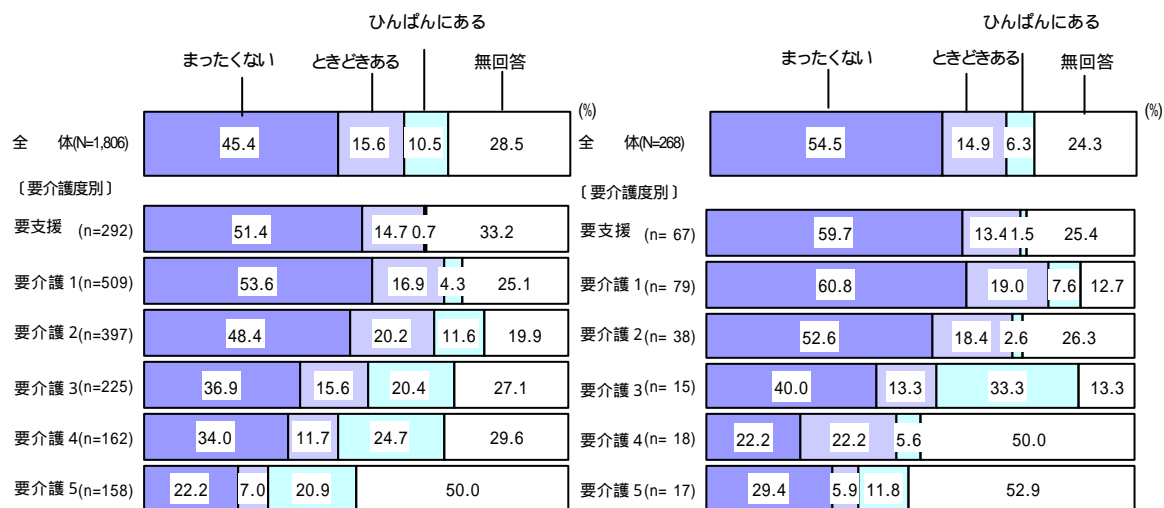 ひんぱんにある ひんぱんにある
まったくない ときどきある 無回答 まったくない ときどきある 無回答
(%) (%)
全 体(N=1,806) 45.4 15.6 10.5 28.5 全 体(N=268) 54.5 14.9 6.3 24.3
〔要介護度別〕 〔要介護度別〕
要支援 (n=292) 51.4 14.7 0.7 33.2 要支援 (n= 67) 59.7 13.4 1.5 25.4
要介護 1(n=509) 53.6 16.9 4.3 25.1 要介護 1(n= 79) 60.8 19.0 7.6 12.7
要介護 2(n=397) 48.4 20.2 11.6 19.9 要介護 2(n= 38) 52.6 18.4 2.6 26.3
要介護 3(n=225) 36.9 15.6 20.4 27.1 要介護 3(n= 15) 40.0 13.3 33.3 13.3
要介護 4(n=162) 34.0 11.7 24.7 29.6 要介護 4(n= 18) 22.2 22.2 5.6 50.0
要介護 5(n=158) 22.2 7.0 20.9 50.0 要介護 5(n= 17) 29.4 5.9 11.8 52.9